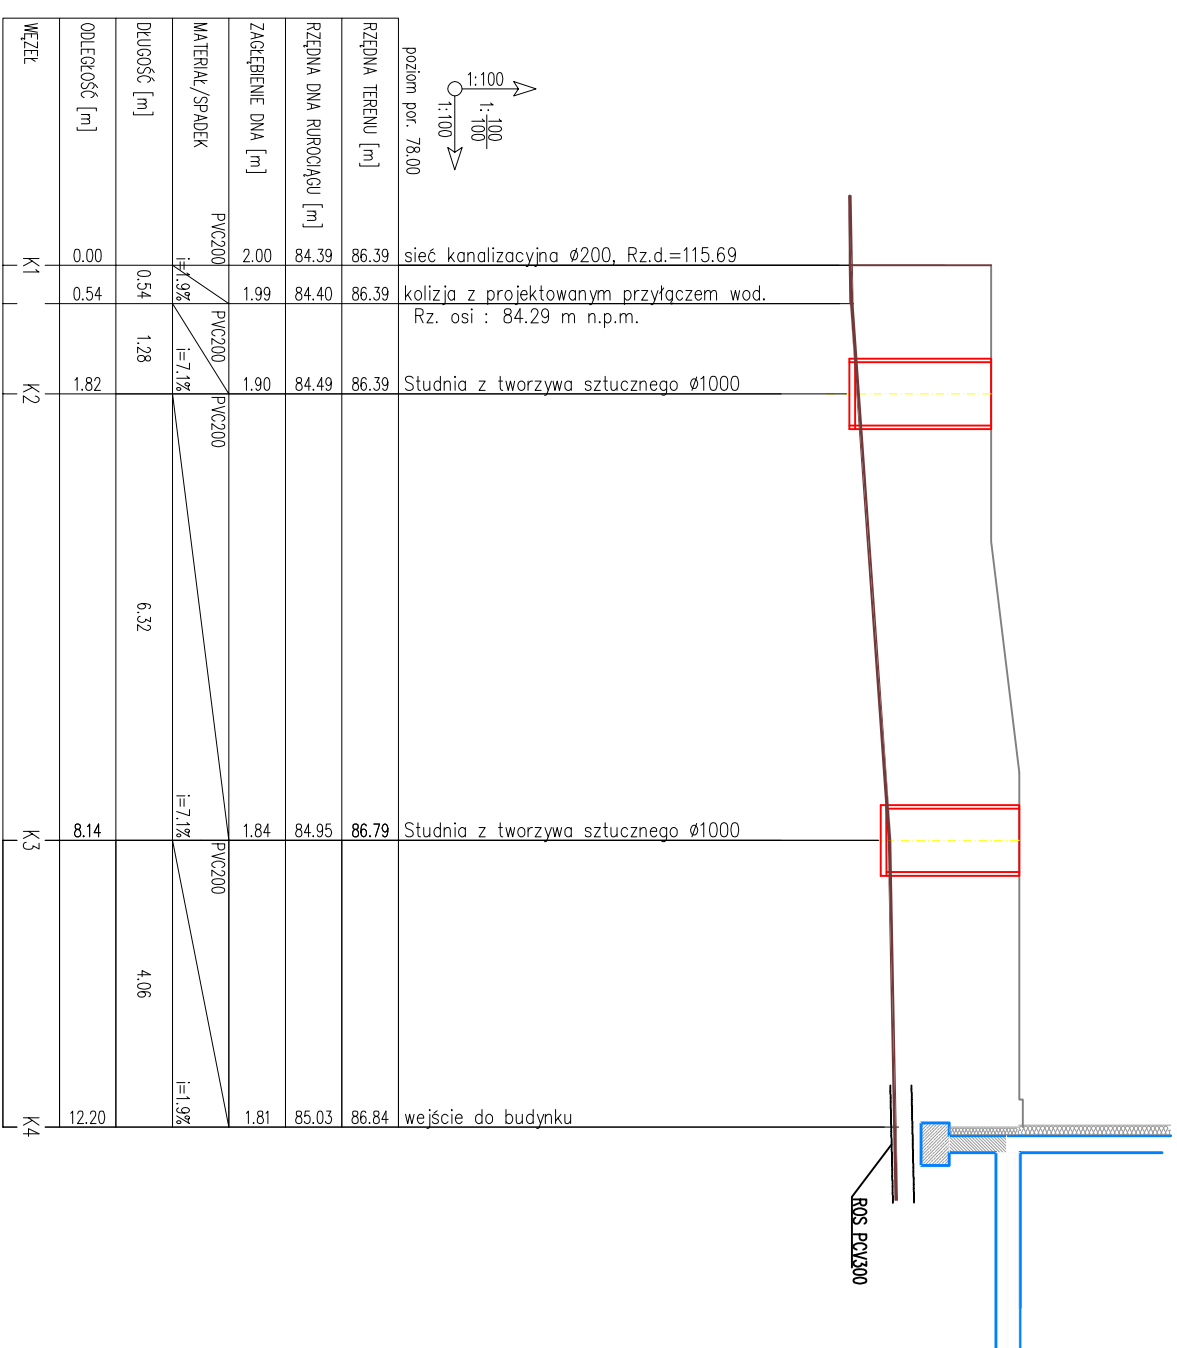 1:100
1:100/100
1:100
poziom por. 78.00
RZĘDNA TERENU [m]
86.39
86.39
86.39
86.79
86.84
RZĘDNA DNA RUROCIĄGU [m]
84.39
84.40
84.49
84.95
85.03
ZAGŁĘBIENIE DNA [m]
2.00
1.99
1.90
1.84
1.81
MATERIAŁ/SPADEK
PVC200
i=1.9%
PVC200
i=7.1%
PVC200
i=7.1%
PVC200
i=1.9%
DŁUGOŚĆ [m]
0.54
1.28
6.32
4.06
ODLEGŁOŚĆ [m]
0.00
0.54
1.82
8.14
12.20
WĘZEŁ
K1
K2
K3
K4
sieć kanalizacyjna ø200, Rz.d.=115.69
kolizja z projektowanym przyłączem wod.
Rz. osi : 84.29 m n.p.m.
Studnia z tworzywa sztucznego ø1000
Studnia z tworzywa sztucznego ø1000
wejście do budynku
ROS PCV300